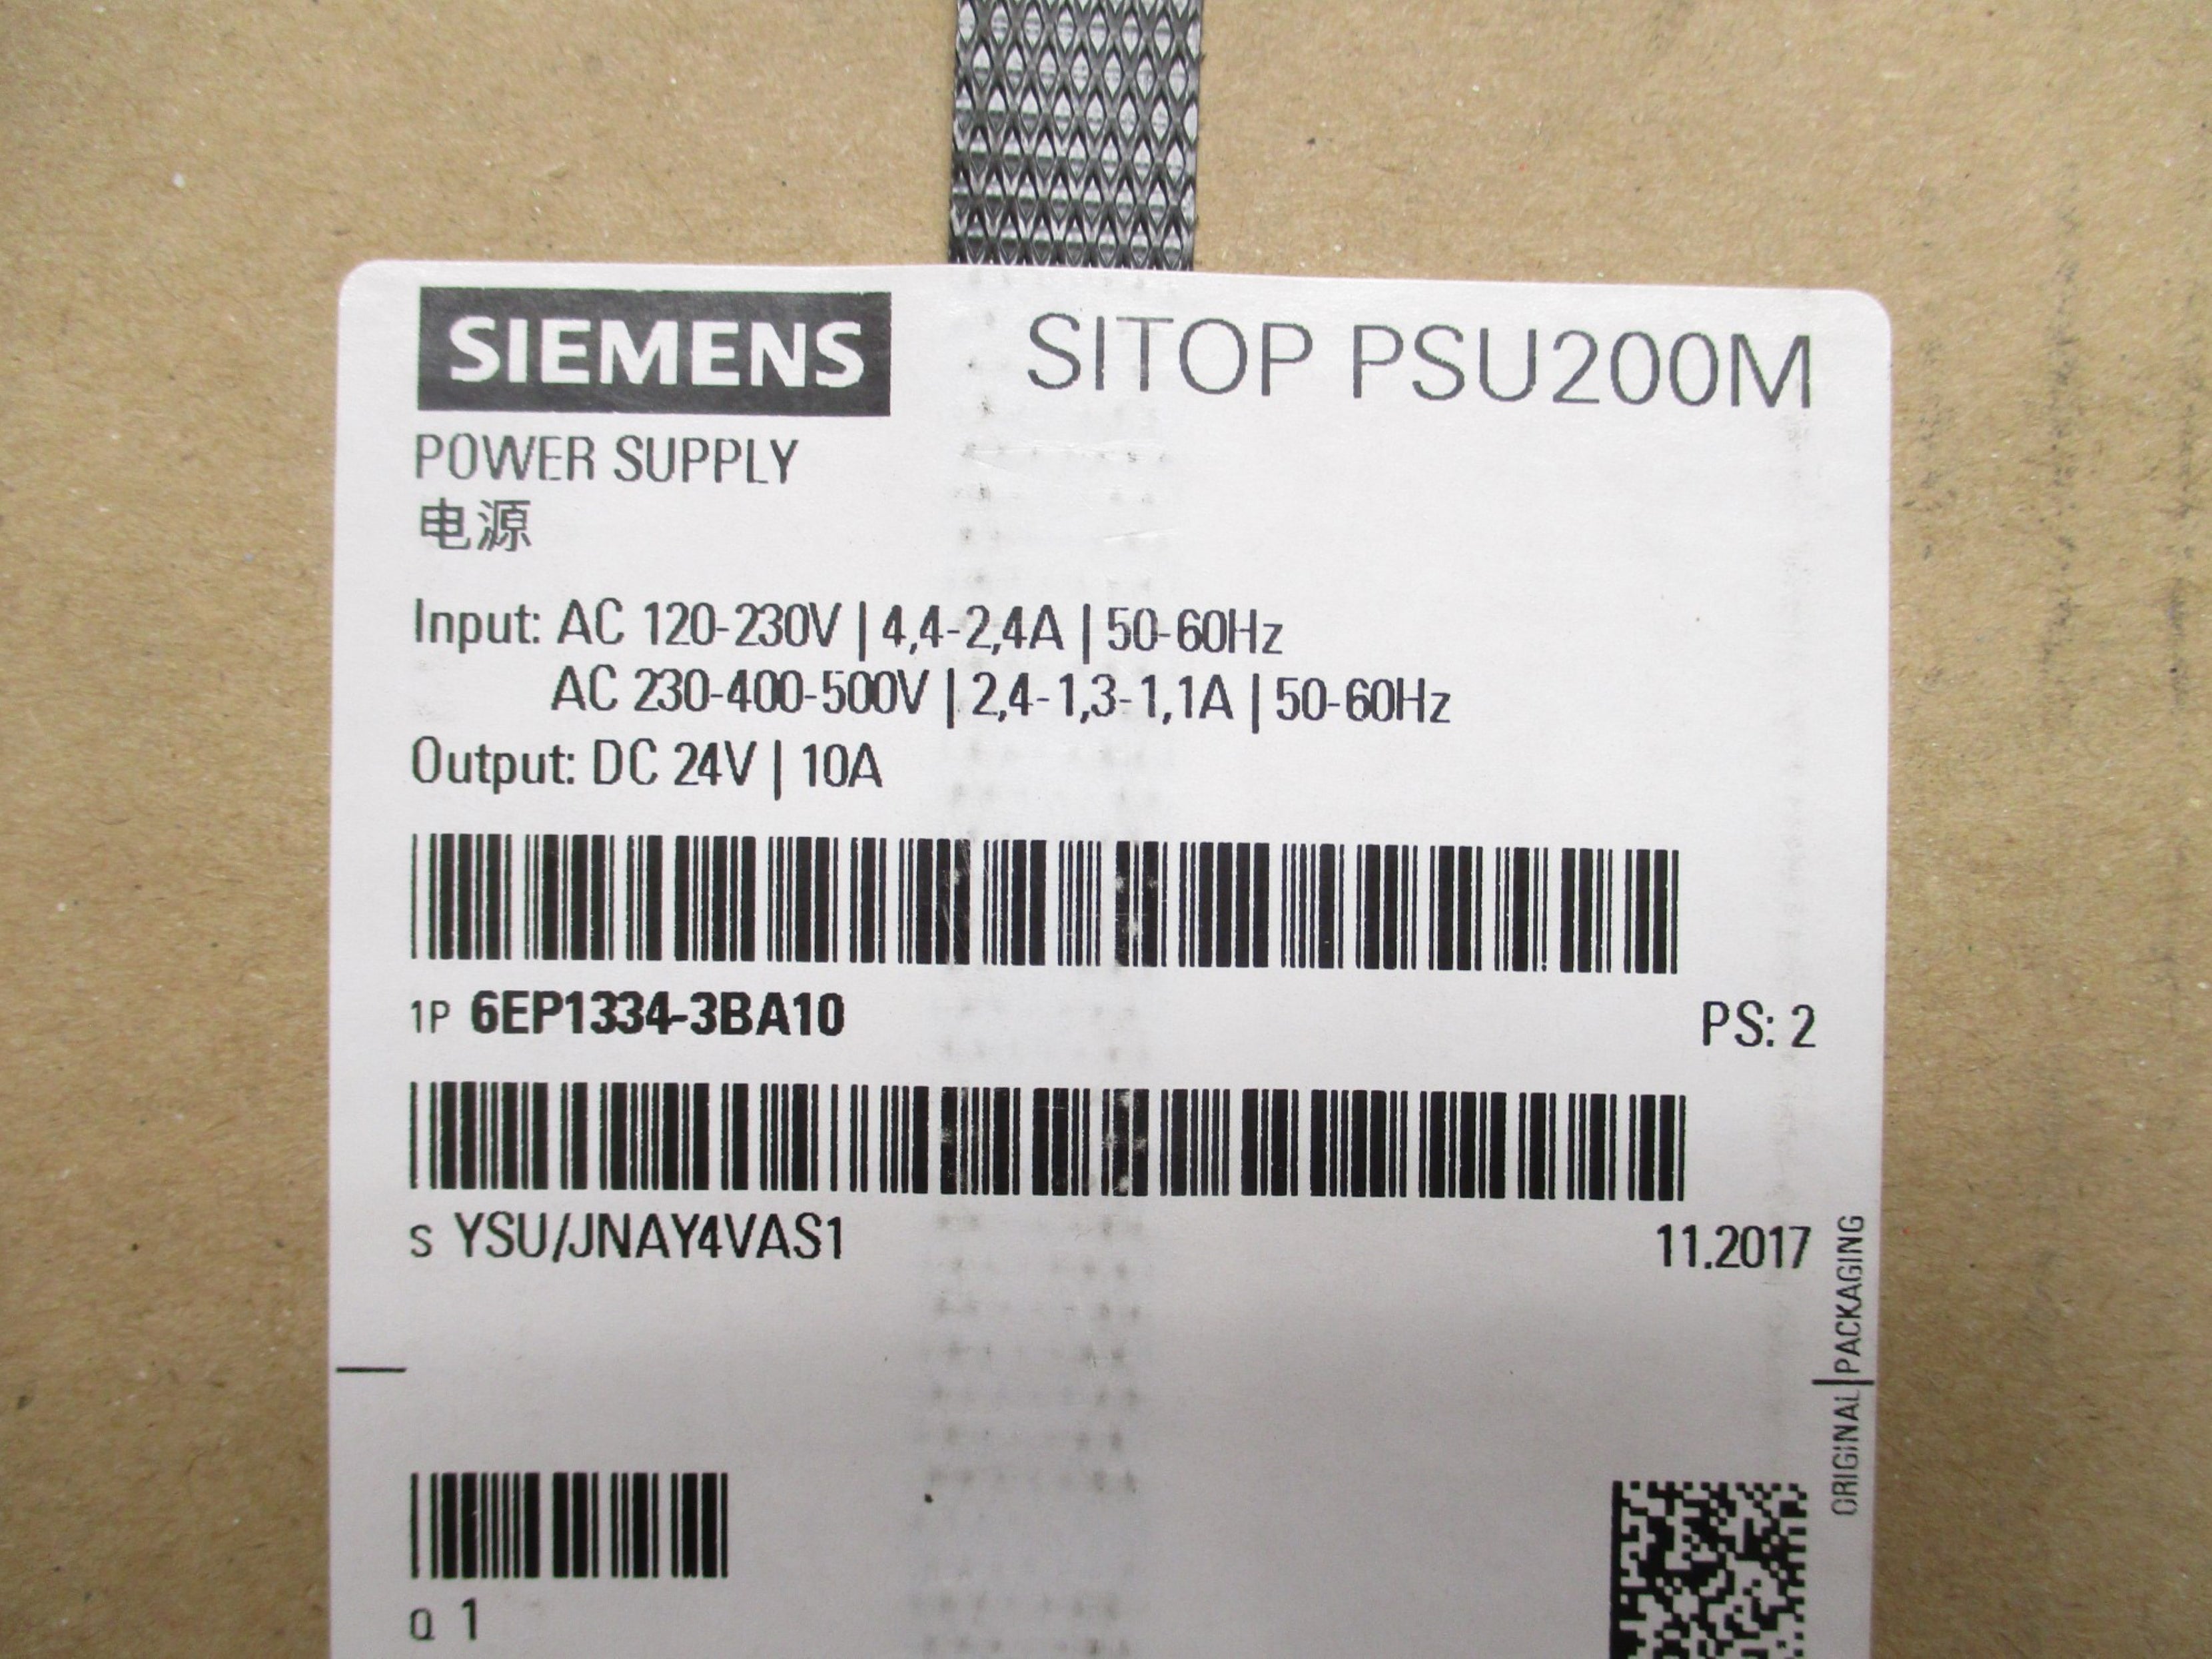 SIEMENS SITOP PSU200M
POWER SUPPLY
电源
Input: AC 120-230V | 4,4-2,4A | 50-60Hz
AC 230-400-500V | 2,4-1,3-1,1A | 50-60Hz
Output: DC 24V | 10A
1P 6EP1334-3BA10 PS: 2
S YSU/JNAY4VAS1 11.2017
ORIGINAL PACKAGING
Q 1